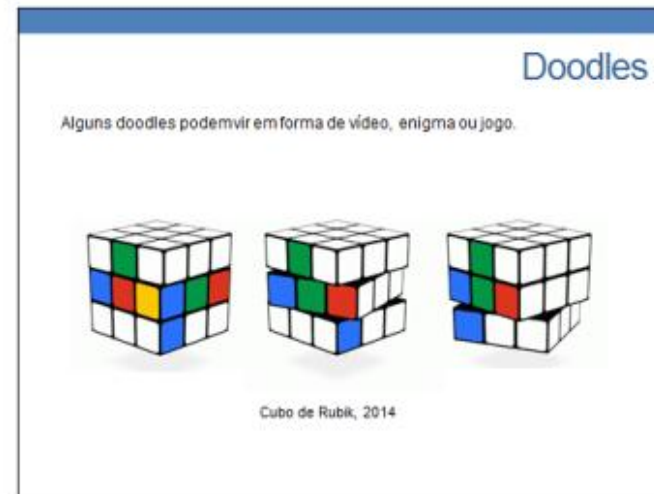 Doodles
Alguns doodles podemvir em forma de vídeo, enigma ou jogo.
Cubo de Rubik, 2014